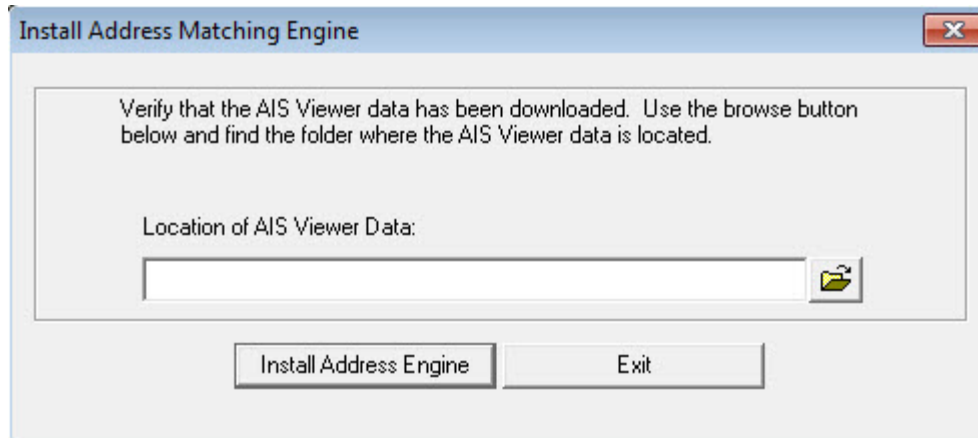 Install Address Matching Engine
Verify that the AIS Viewer data has been downloaded.  Use the browse button
below and find the folder where the AIS Viewer data is located.
Location of AIS Viewer Data:
Install Address Engine
Exit